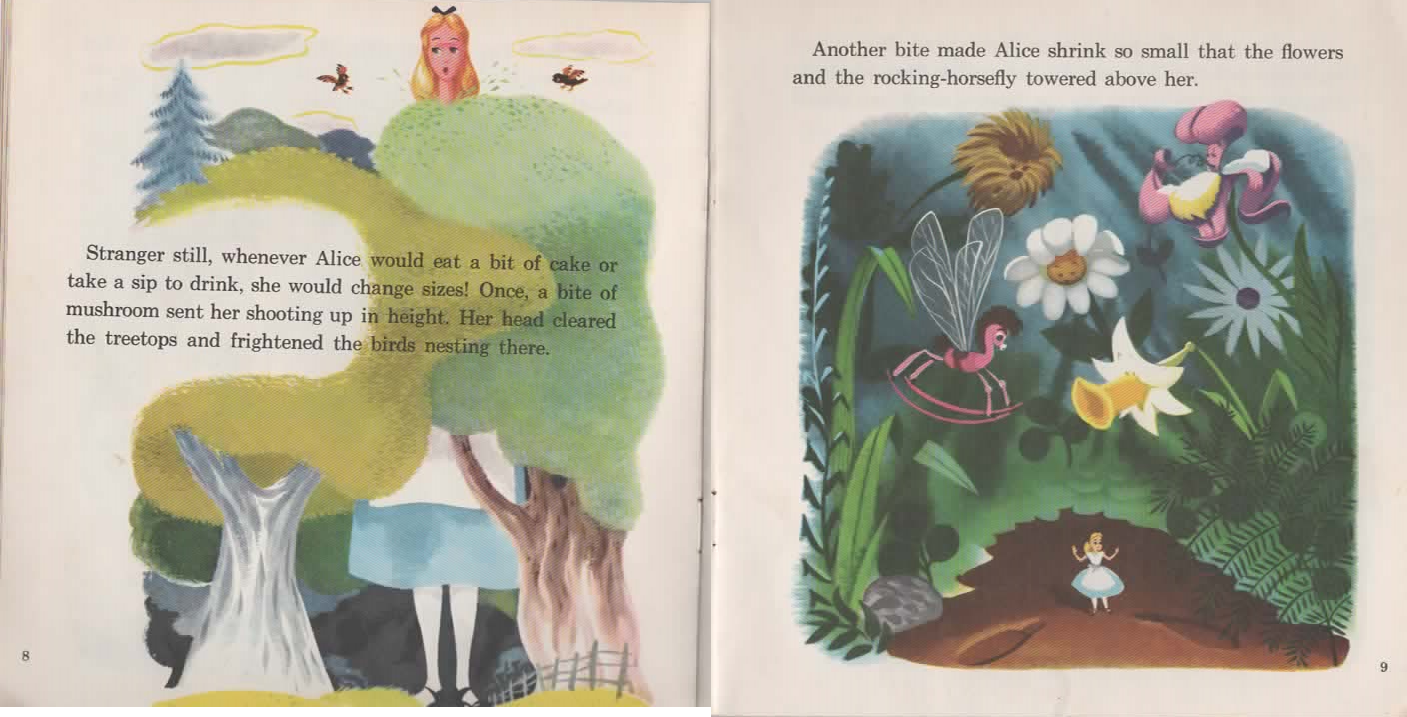 Stranger still, whenever Alice would eat a bit of cake or
take a sip to drink, she would change sizes! Once, a bite of
mushroom sent her shooting up in height. Her head cleared
the treetops and frightened the birds nesting there.
8
Another bite made Alice shrink so small that the flowers
and the rocking-horsefly towered above her.
9